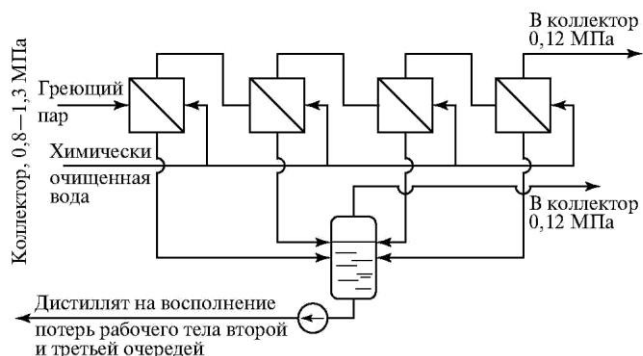 Коллектор, 0,8—1,3 МПа
В коллектор
0,12 МПа
Греющий
пар
Химически
очищенная
вода
В коллектор
0,12 МПа
Дистиллят на восполнение
потерь рабочего тела второй
и третьей очередей